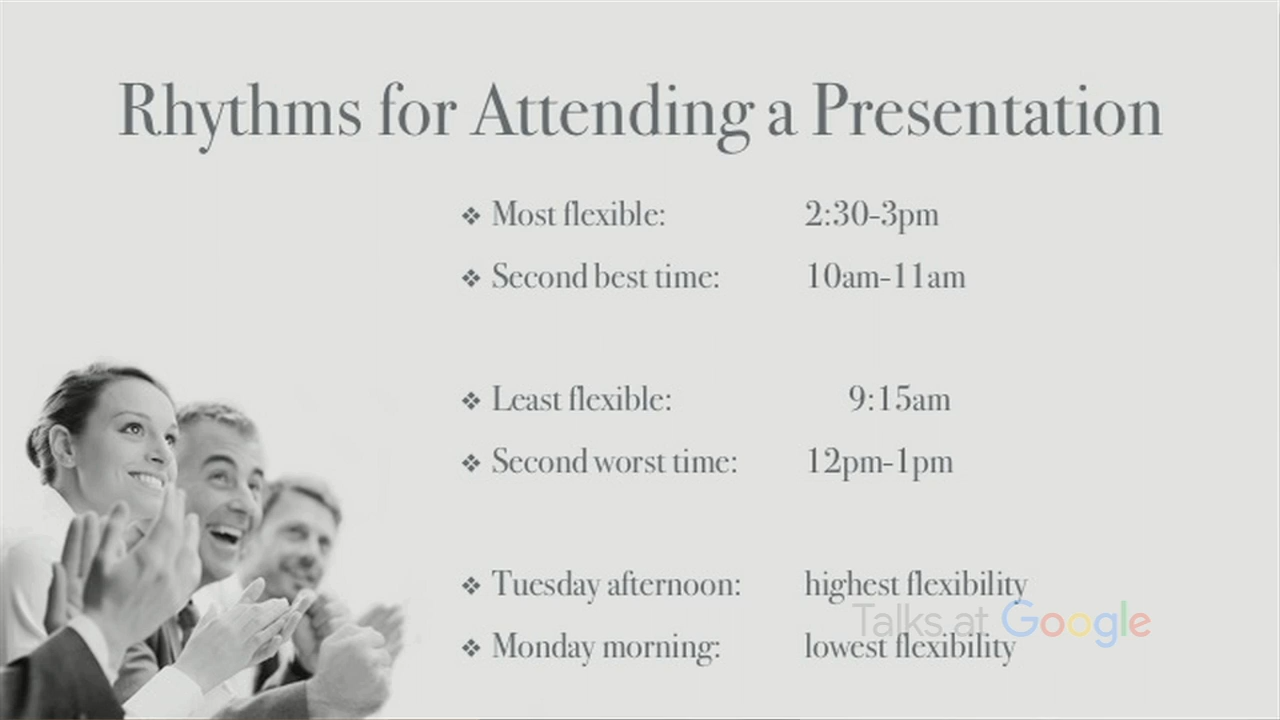 Rhythms for Attending a Presentation
❖ Most flexible: 2:30-3pm
❖ Second best time: 10am-11am
❖ Least flexible: 9:15am
❖ Second worst time: 12pm-1pm
❖ Tuesday afternoon: highest flexibility
Talks at Google
❖ Monday morning: lowest flexibility